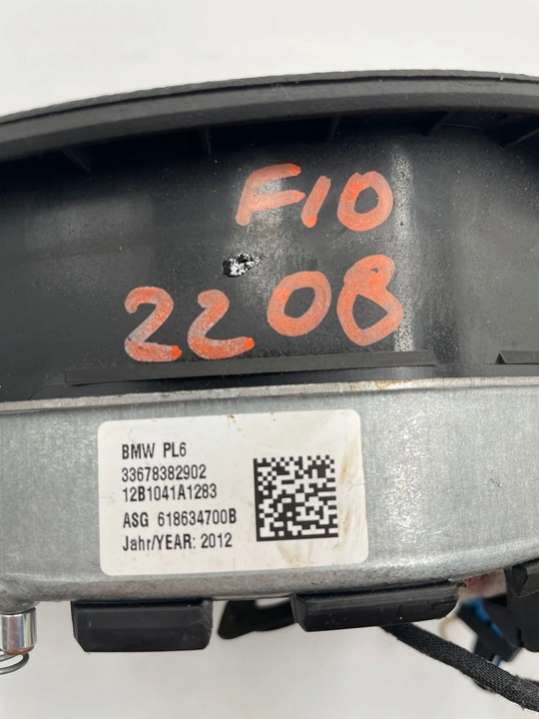 F10
2208
BMW PL6
33678382902
12B1041A1283
ASG 618634700B
Jahr/YEAR: 2012